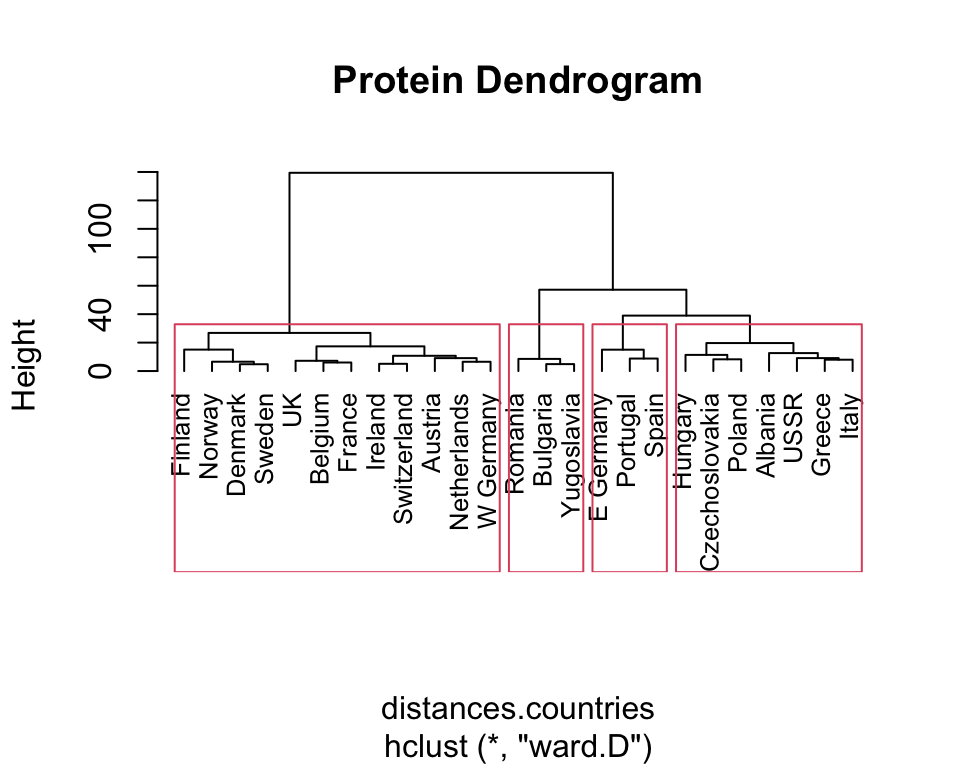 Protein Dendrogram
Height
0
40
100
Finland
Norway
Denmark
Sweden
UK
Belgium
France
Ireland
Switzerland
Austria
Netherlands
W Germany
Romania
Bulgaria
Yugoslavia
E Germany
Portugal
Spain
Hungary
Czechoslovakia
Poland
Albania
USSR
Greece
Italy
distances.countries
hclust (*, "ward.D")